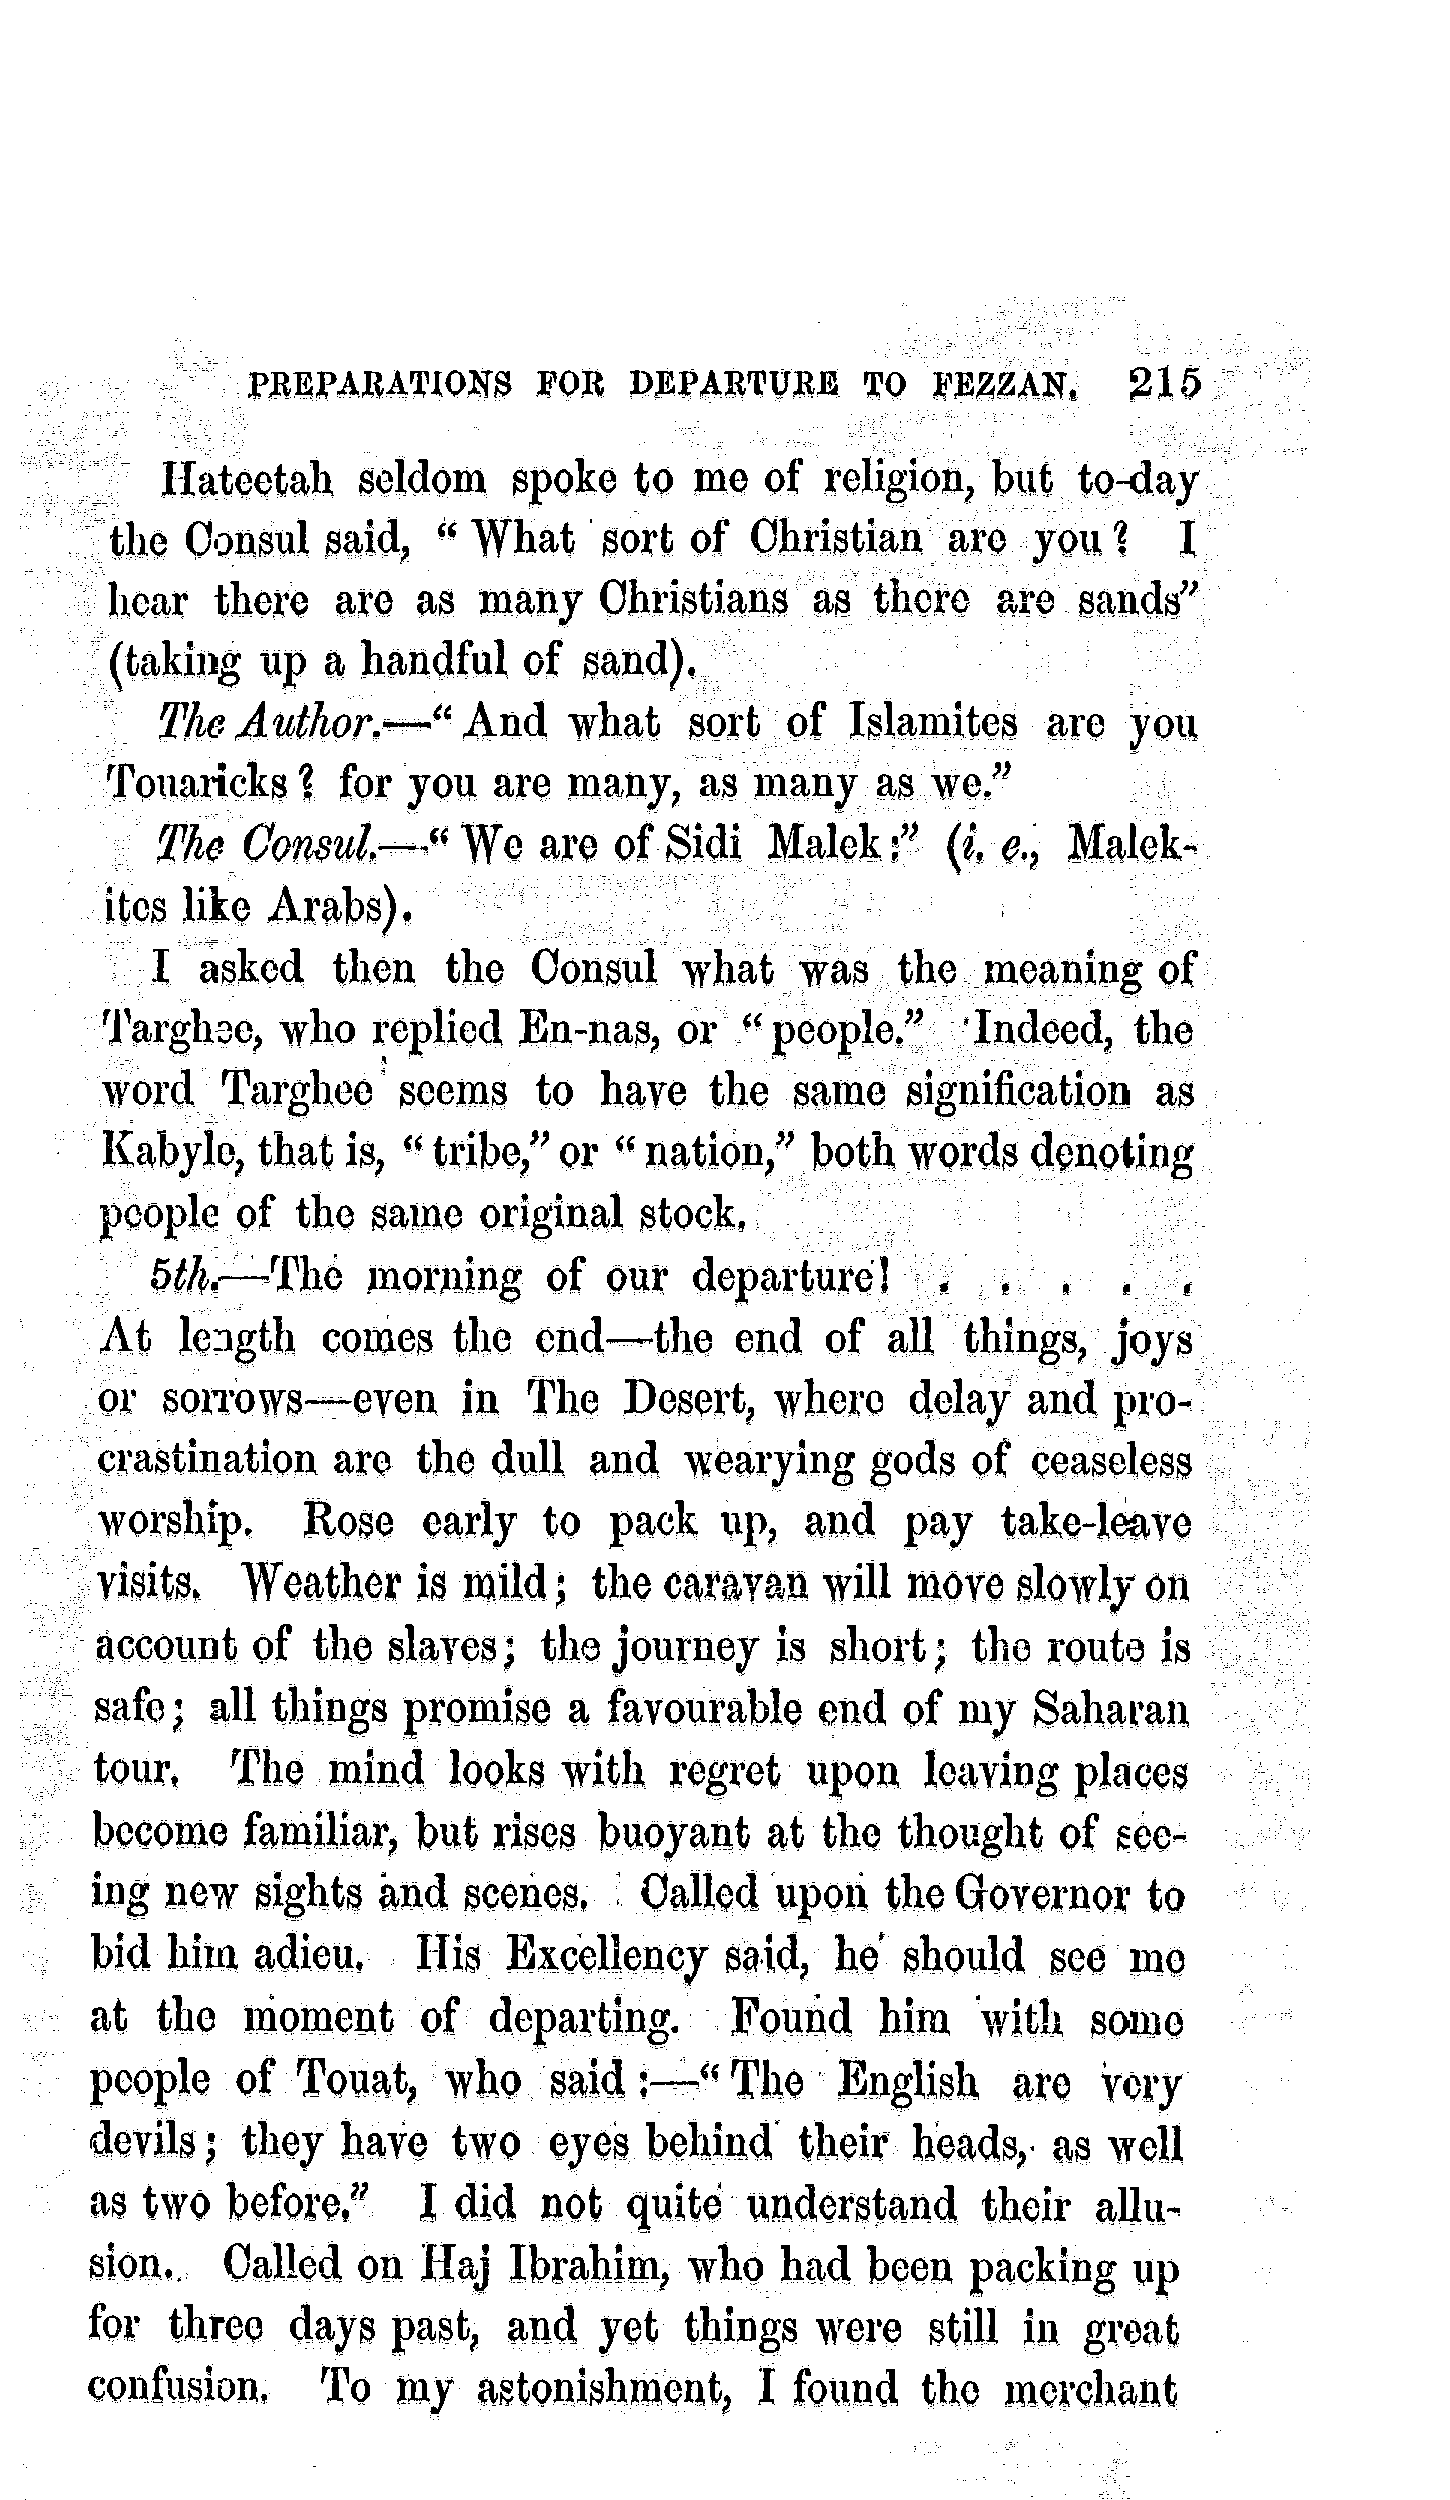 PREPARATIONS FOR DEPARTURE TO FEZZAN. 215
Hateetah seldom spoke to me of religion, but to-day
the Consul said, “ What sort of Christian are you? I
hear there are as many Christians as there are sands”
(taking up a handful of sand).
The Author.—“ And what sort of Islamites are you
Touaricks? for you are many, as many as we.”
The Consul.—“ We are of Sidi Malek:” (i. e., Malek-
ites like Arabs).
I asked then the Consul what was the meaning of
Targhee, who replied En-nas, or “ people.” Indeed, the
word Targhee seems to have the same signification as
Kabyle, that is, “ tribe,” or “ nation,” both words denoting
people of the same original stock.
5th.—The morning of our departure! . . . . .
At length comes the end—the end of all things, joys
or sorrows—even in The Desert, where delay and pro-
crastination are the dull and wearying gods of ceaseless
worship. Rose early to pack up, and pay take-leave
visits. Weather is mild; the caravan will move slowly on
account of the slaves; the journey is short; the route is
safe; all things promise a favourable end of my Saharan
tour. The mind looks with regret upon leaving places
become familiar, but rises buoyant at the thought of see-
ing new sights and scenes. Called upon the Governor to
bid him adieu. His Excellency said, he should see me
at the moment of departing. Found him with some
people of Touat, who said:—“ The English are very
devils; they have two eyes behind their heads, as well
as two before.” I did not quite understand their allu-
sion. Called on Haj Ibrahim, who had been packing up
for three days past, and yet things were still in great
confusion. To my astonishment, I found the merchant